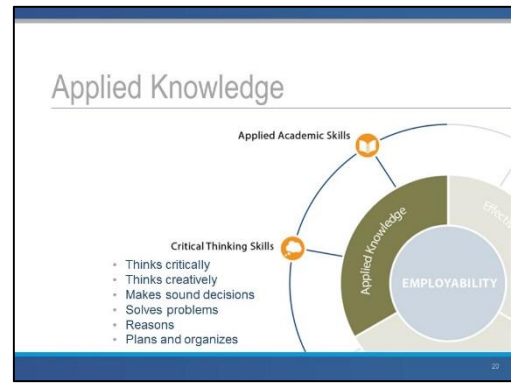 Applied Knowledge
Applied Academic Skills
Critical Thinking Skills
• Thinks critically
• Thinks creatively
• Makes sound decisions
• Solves problems
• Reasons
• Plans and organizes
Applied Knowledge
EMPLOYABILITY
20